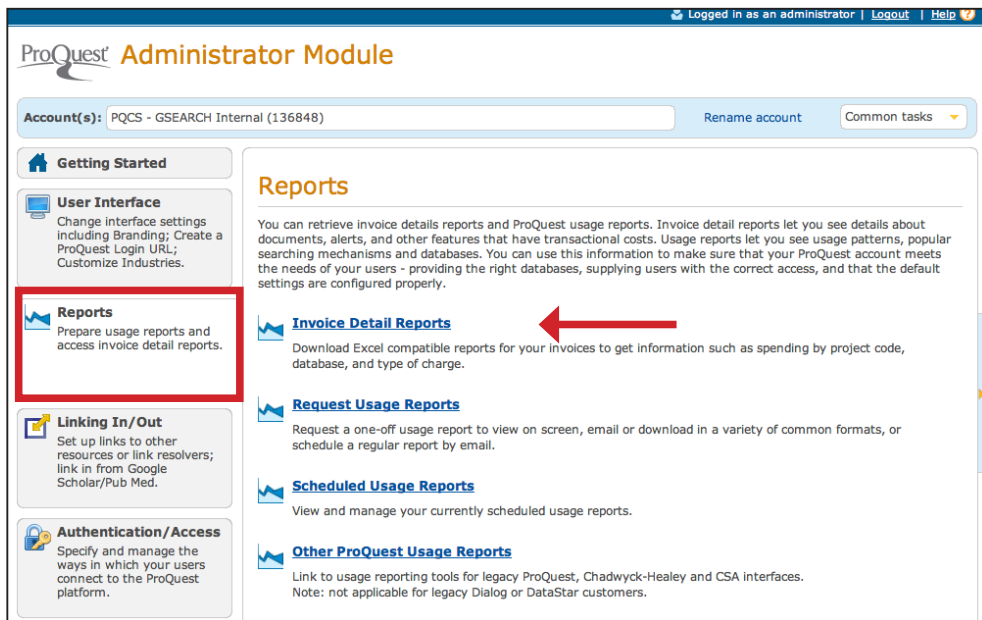 Logged in as an administrator | Logout | Help ?
ProQuest Administrator Module
Account(s): PQCS - GSEARCH Internal (136848) Rename account Common tasks
Getting Started
User Interface
Change interface settings
including Branding; Create a
ProQuest Login URL;
Customize Industries.
Reports
Prepare usage reports and
access invoice detail reports.
Linking In/Out
Set up links to other
resources or link resolvers;
link in from Google
Scholar/Pub Med.
Authentication/Access
Specify and manage the
ways in which your users
connect to the ProQuest
platform.
Reports
You can retrieve invoice details reports and ProQuest usage reports. Invoice detail reports let you see details about
documents, alerts, and other features that have transactional costs. Usage reports let you see usage patterns, popular
searching mechanisms and databases. You can use this information to make sure that your ProQuest account meets
the needs of your users - providing the right databases, supplying users with the correct access, and that the default
settings are configured properly.
Invoice Detail Reports
Download Excel compatible reports for your invoices to get information such as spending by project code,
database, and type of charge.
Request Usage Reports
Request a one-off usage report to view on screen, email or download in a variety of common formats, or
schedule a regular report by email.
Scheduled Usage Reports
View and manage your currently scheduled usage reports.
Other ProQuest Usage Reports
Link to usage reporting tools for legacy ProQuest, Chadwyck-Healey and CSA interfaces.
Note: not applicable for legacy Dialog or DataStar customers.